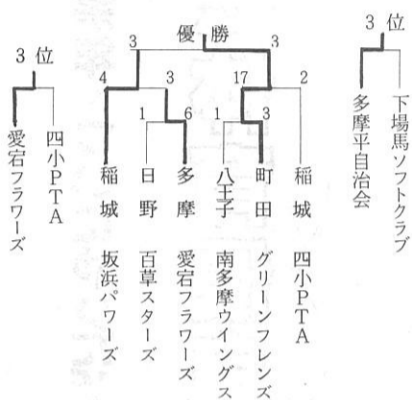 優勝
3 3
4 3 17 2
1 6 1 3
3位
愛宕フラワーズ
四小PTA
稲城 坂浜パワーズ
日野 百草スターズ
多摩 愛宕フラワーズ
八王子 南多摩ウイングス
町田 グリーンフレンズ
稲城 四小PTA
3位
多摩平自治会
下場馬ソフトクラブ